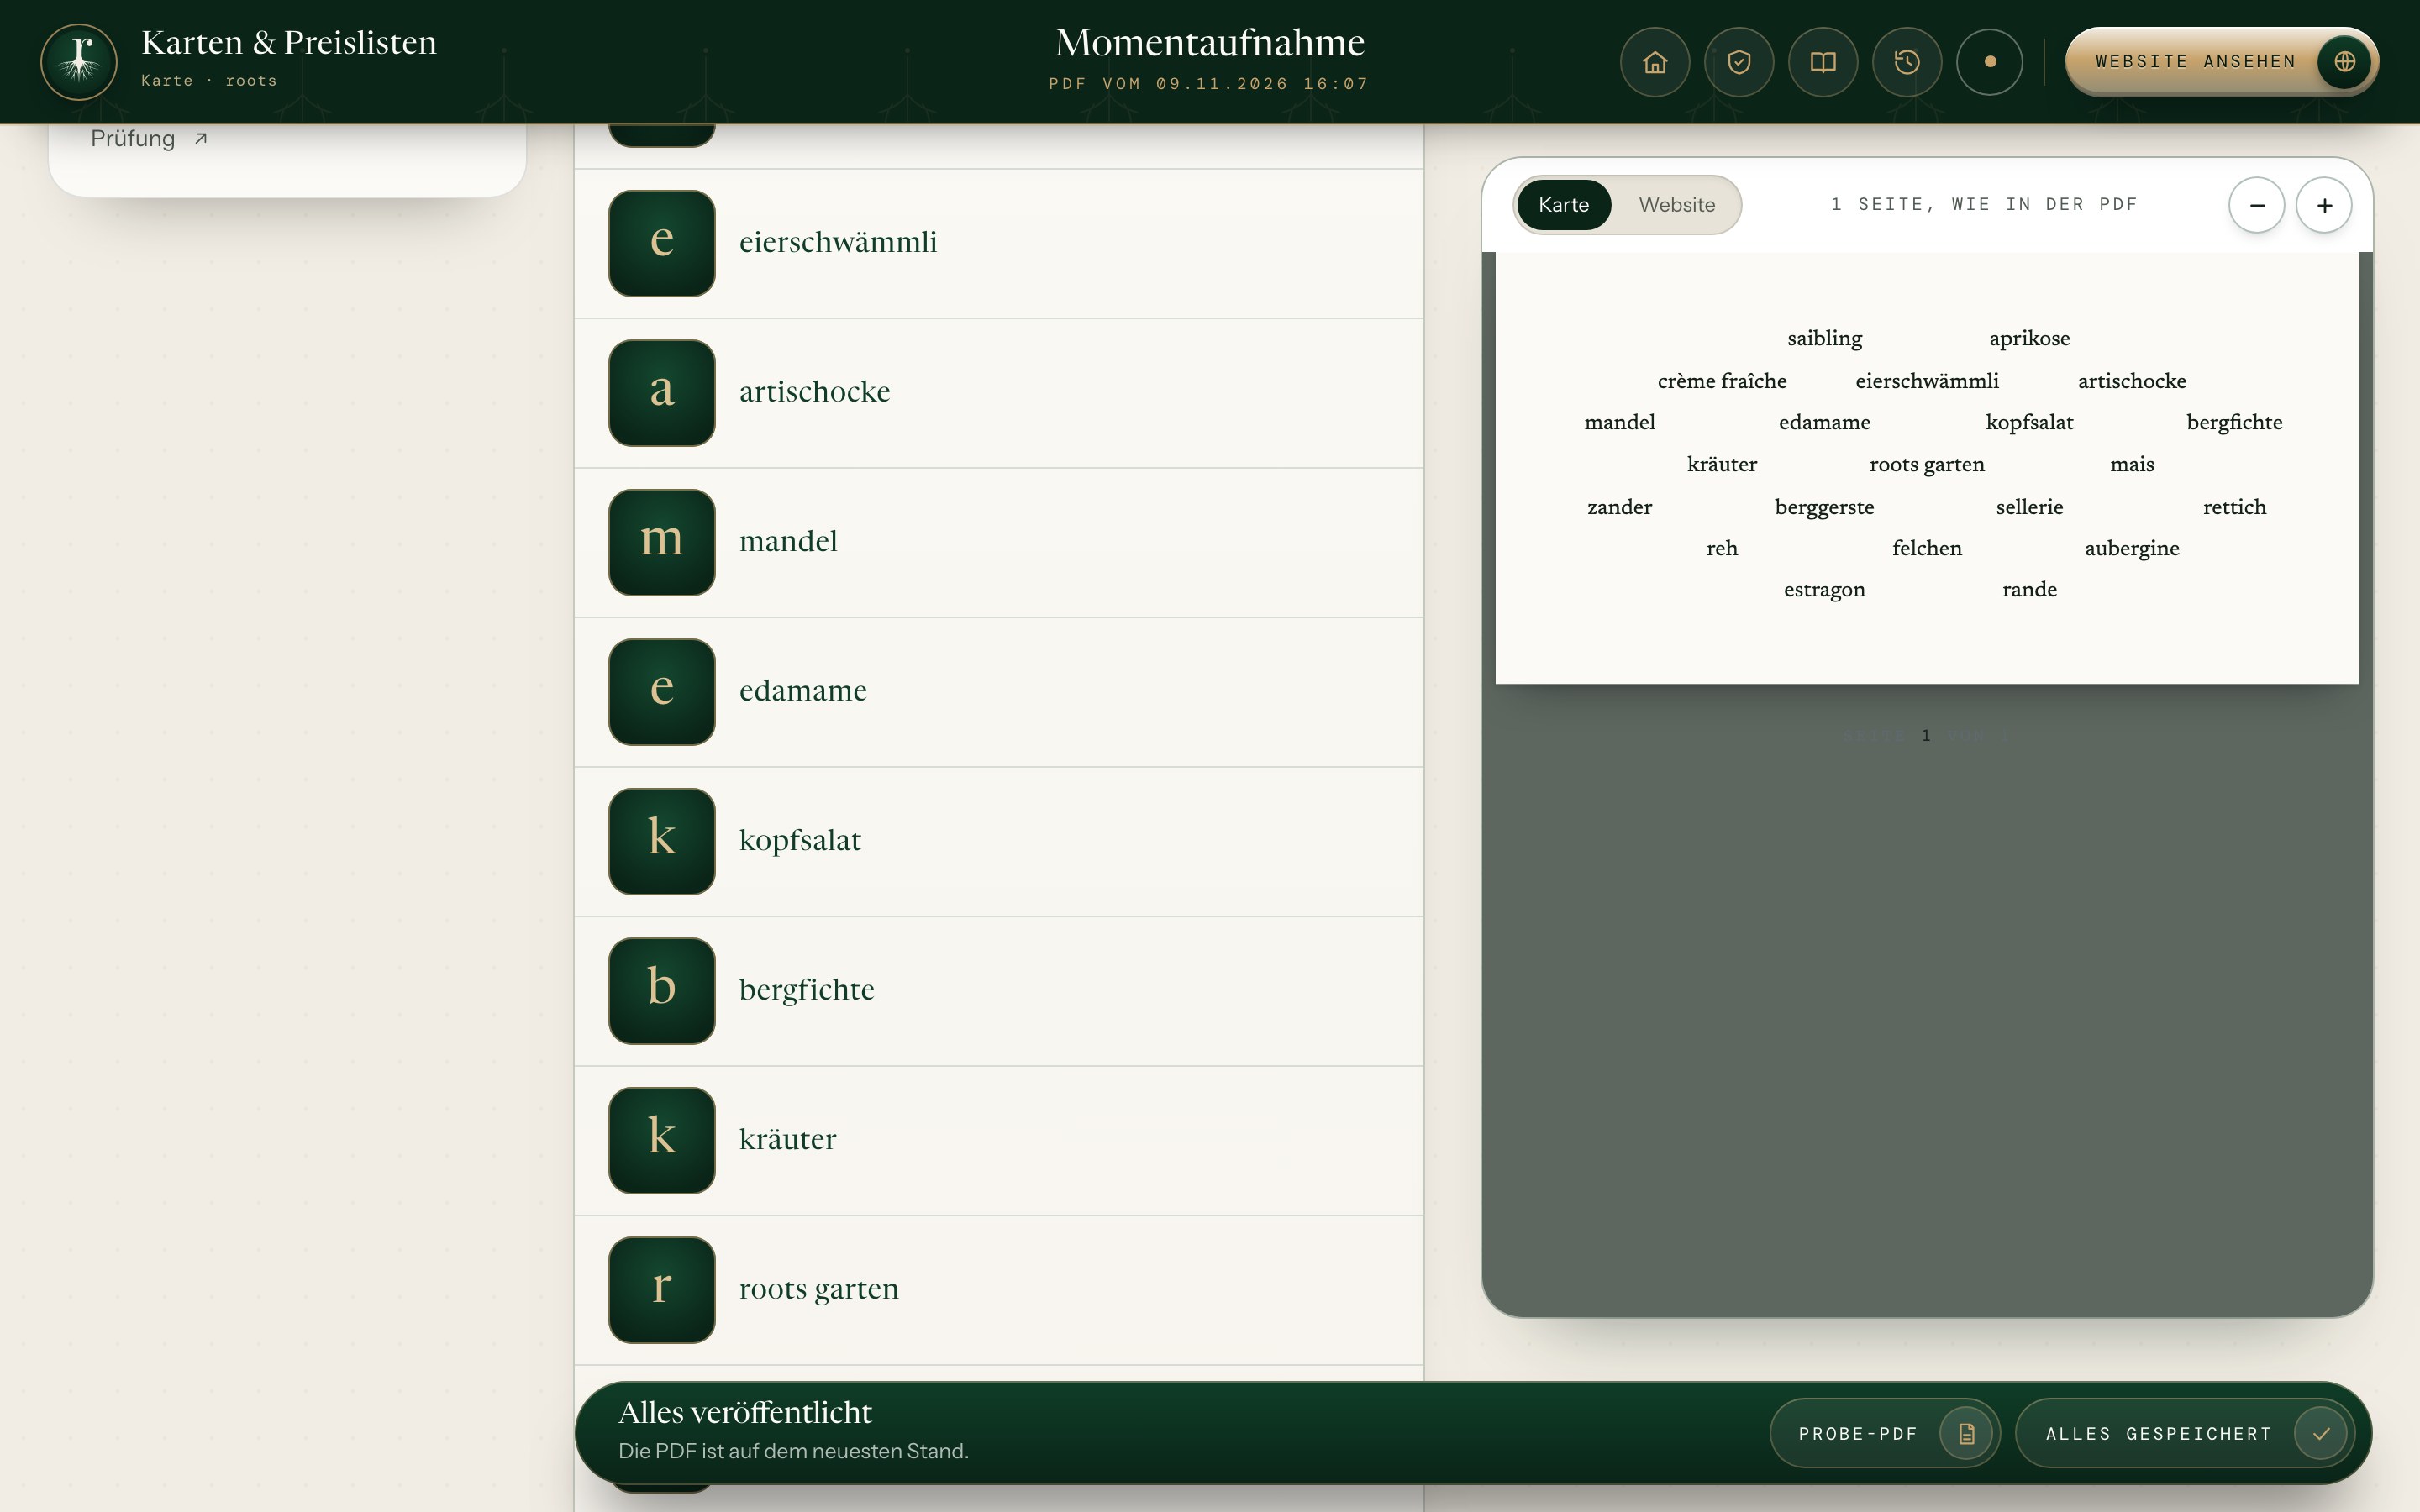 r
Karten & Preislisten
Karte · roots
Momentaufnahme
PDF VOM 09.11.2026 16:07
WEBSITE ANSEHEN
Prüfung
e
eierschwämmli
a
artischocke
m
mandel
e
edamame
k
kopfsalat
b
bergfichte
k
kräuter
r
roots garten
Karte
Website
1 SEITE, WIE IN DER PDF
saibling aprikose
crème fraîche eierschwämmli artischocke
mandel edamame kopfsalat bergfichte
kräuter roots garten mais
zander berggerste sellerie rettich
reh felchen aubergine
estragon rande
1 VON
Alles veröffentlicht
Die PDF ist auf dem neuesten Stand.
PROBE-PDF
ALLES GESPEICHERT